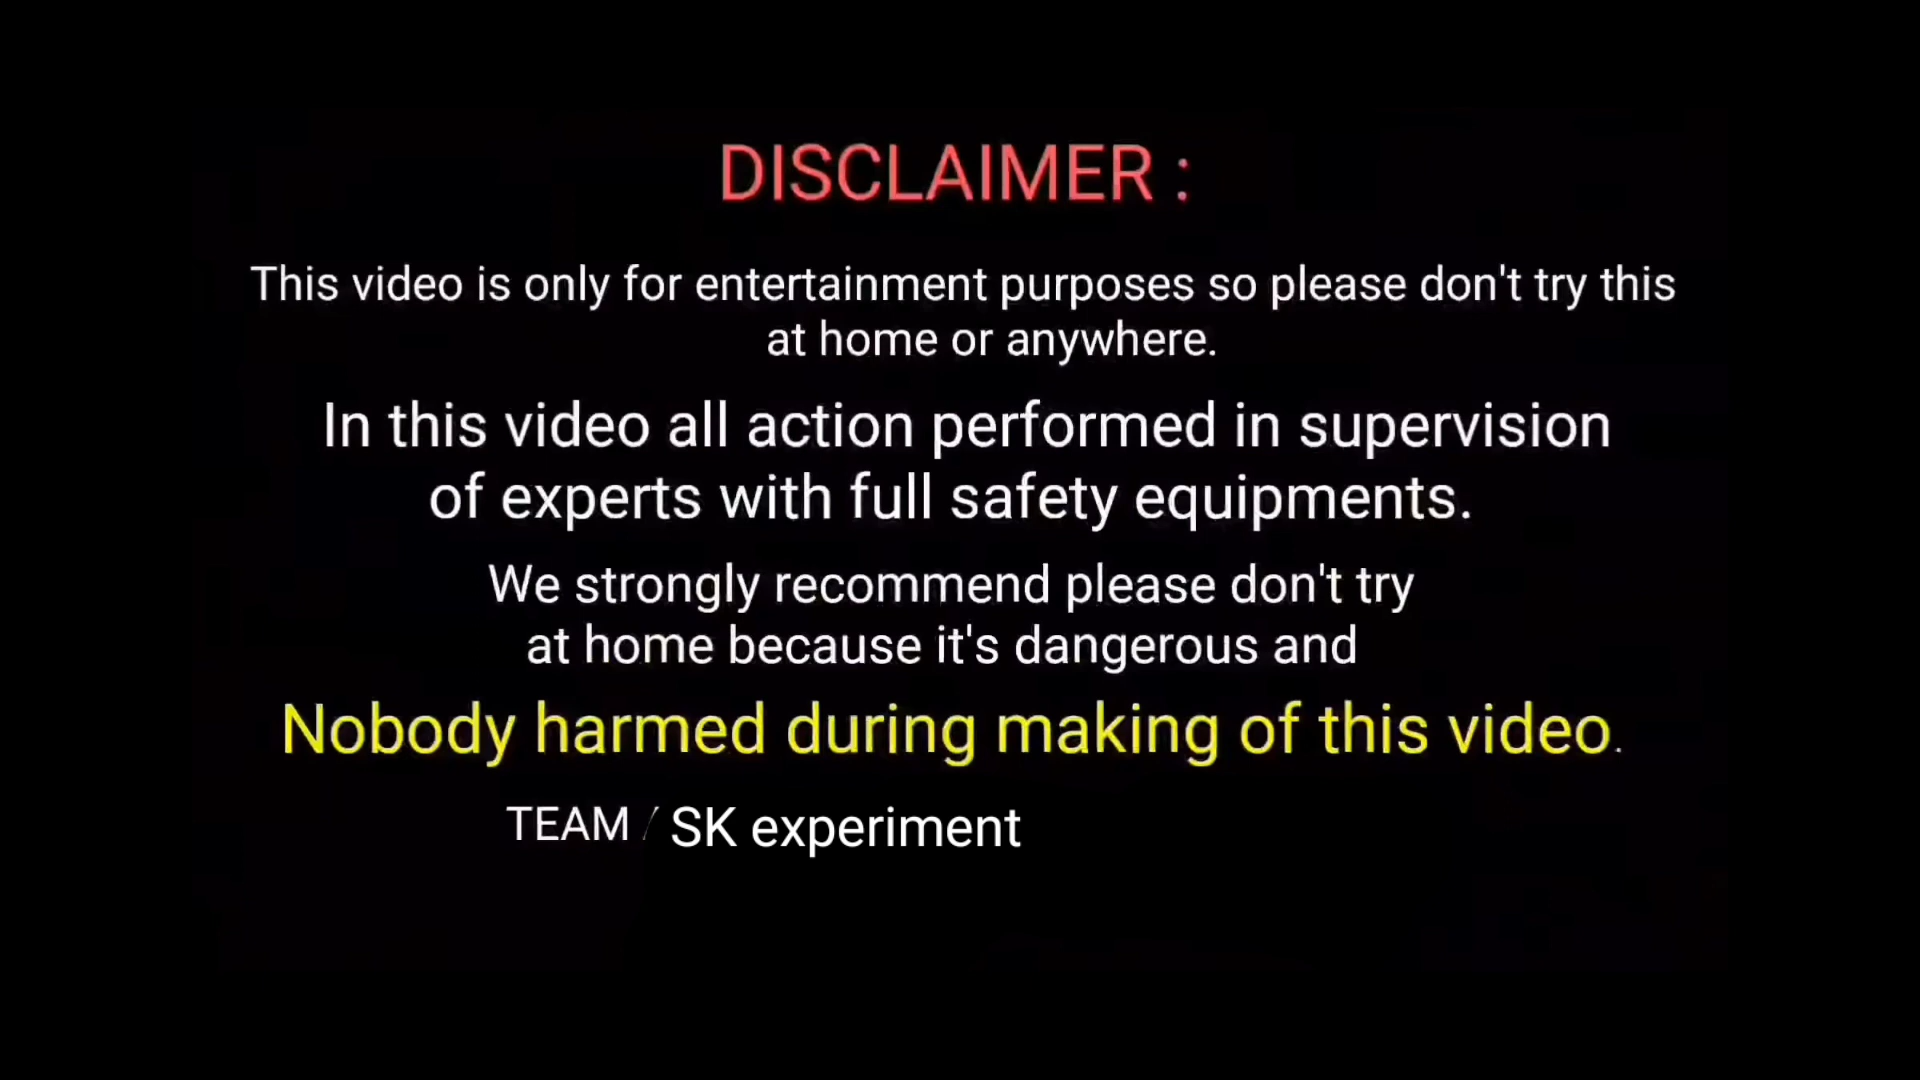 DISCLAIMER :
This video is only for entertainment purposes so please don't try this
at home or anywhere.
In this video all action performed in supervision
of experts with full safety equipments.
We strongly recommend please don't try
at home because it's dangerous and
Nobody harmed during making of this video.
TEAM / SK experiment